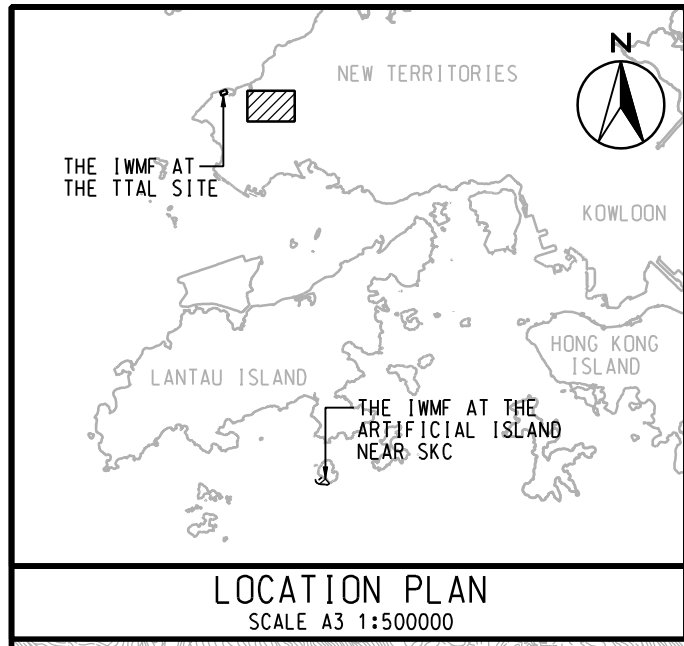 N
NEW TERRITORIES
THE IWMF AT
THE TTAL SITE
KOWLOON
HONG KONG
ISLAND
LANTAU ISLAND
THE IWMF AT THE
ARTIFICIAL ISLAND
NEAR SKC
LOCATION PLAN
SCALE A3 1:500000